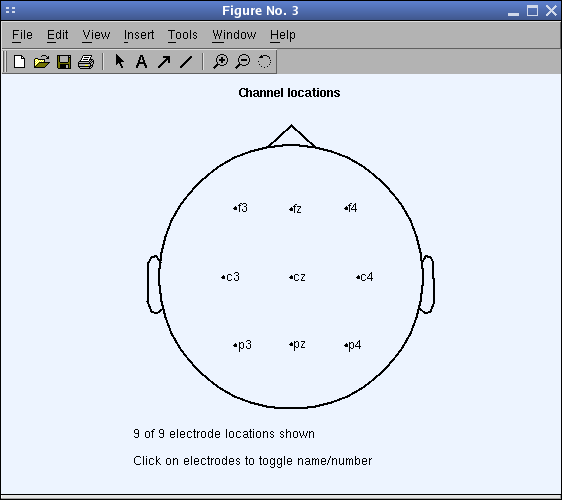 Figure No. 3
File Edit View Insert Tools Window Help
A
Channel locations
f3 fz f4
c3 cz c4
p3 pz p4
9 of 9 electrode locations shown
Click on electrodes to toggle name/number